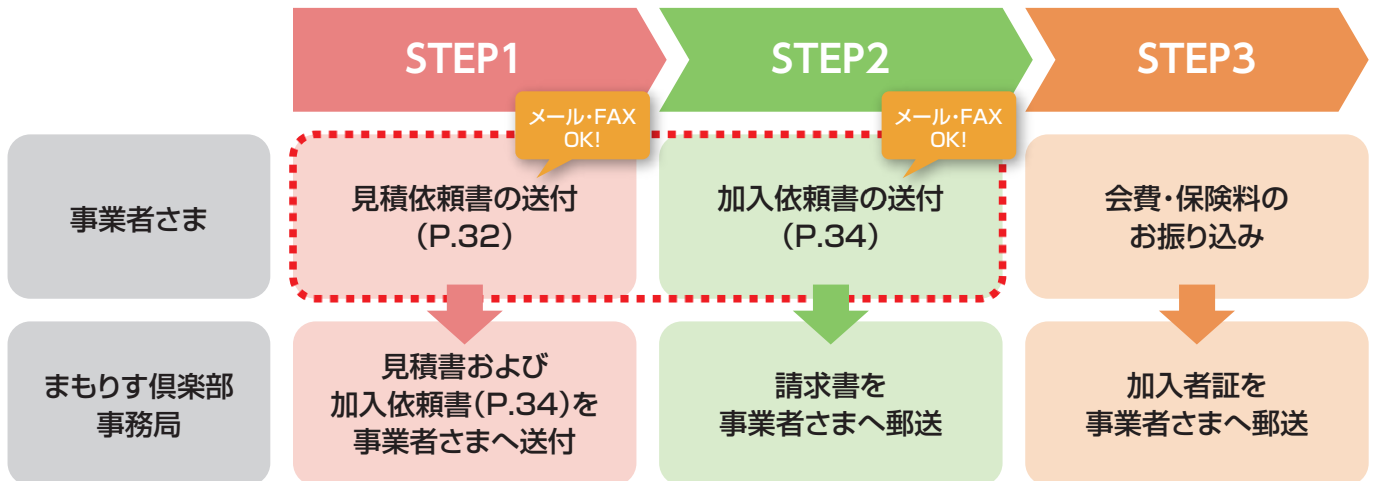 STEP1
STEP2
STEP3
メール・FAX
OK!
メール・FAX
OK!
事業者さま
見積依頼書の送付
(P.32)
加入依頼書の送付
(P.34)
会費・保険料の
お振り込み
まもりす倶楽部
事務局
見積書および
加入依頼書(P.34)を
事業者さまへ送付
請求書を
事業者さまへ郵送
加入者証を
事業者さまへ郵送